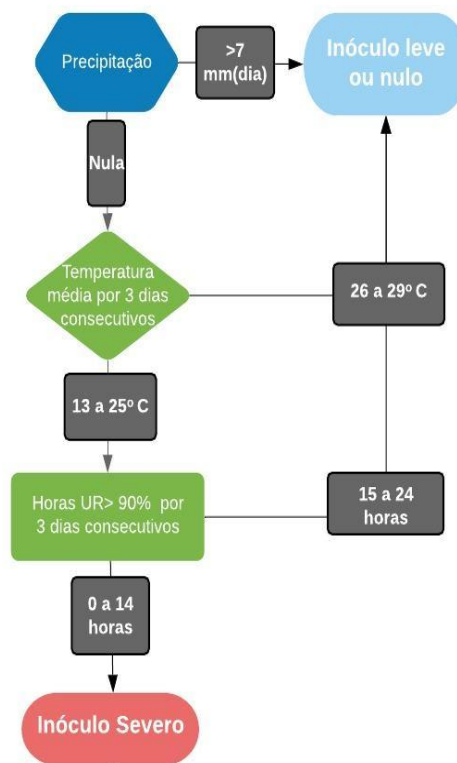 Precipitação
>7
mm(dia)
Inóculo leve
ou nulo
Nula
Temperatura
média por 3 dias
consecutivos
26 a 29º C
13 a 25º C
Horas UR> 90% por
3 dias consecutivos
15 a 24
horas
0 a 14
horas
Inóculo Severo